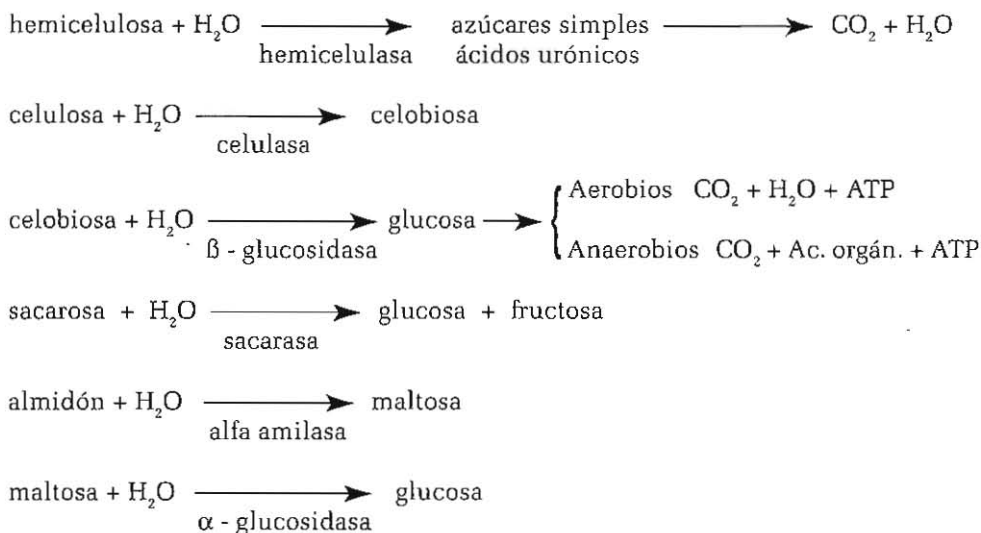 hemicelulosa + H₂O ⟶ azúcares simples ⟶ CO₂ + H₂O
hemicelulasa ácidos urónicos
celulosa + H₂O ⟶ celobiosa
celulasa
Aerobios CO₂ + H₂O + ATP
celobiosa + H₂O ⟶ glucosa ⟶ {
ß - glucosidasa
Anaerobios CO₂ + Ac. orgán. + ATP
sacarosa + H₂O ⟶ glucosa + fructosa
sacarasa
almidón + H₂O ⟶ maltosa
alfa amilasa
maltosa + H₂O ⟶ glucosa
α - glucosidasa